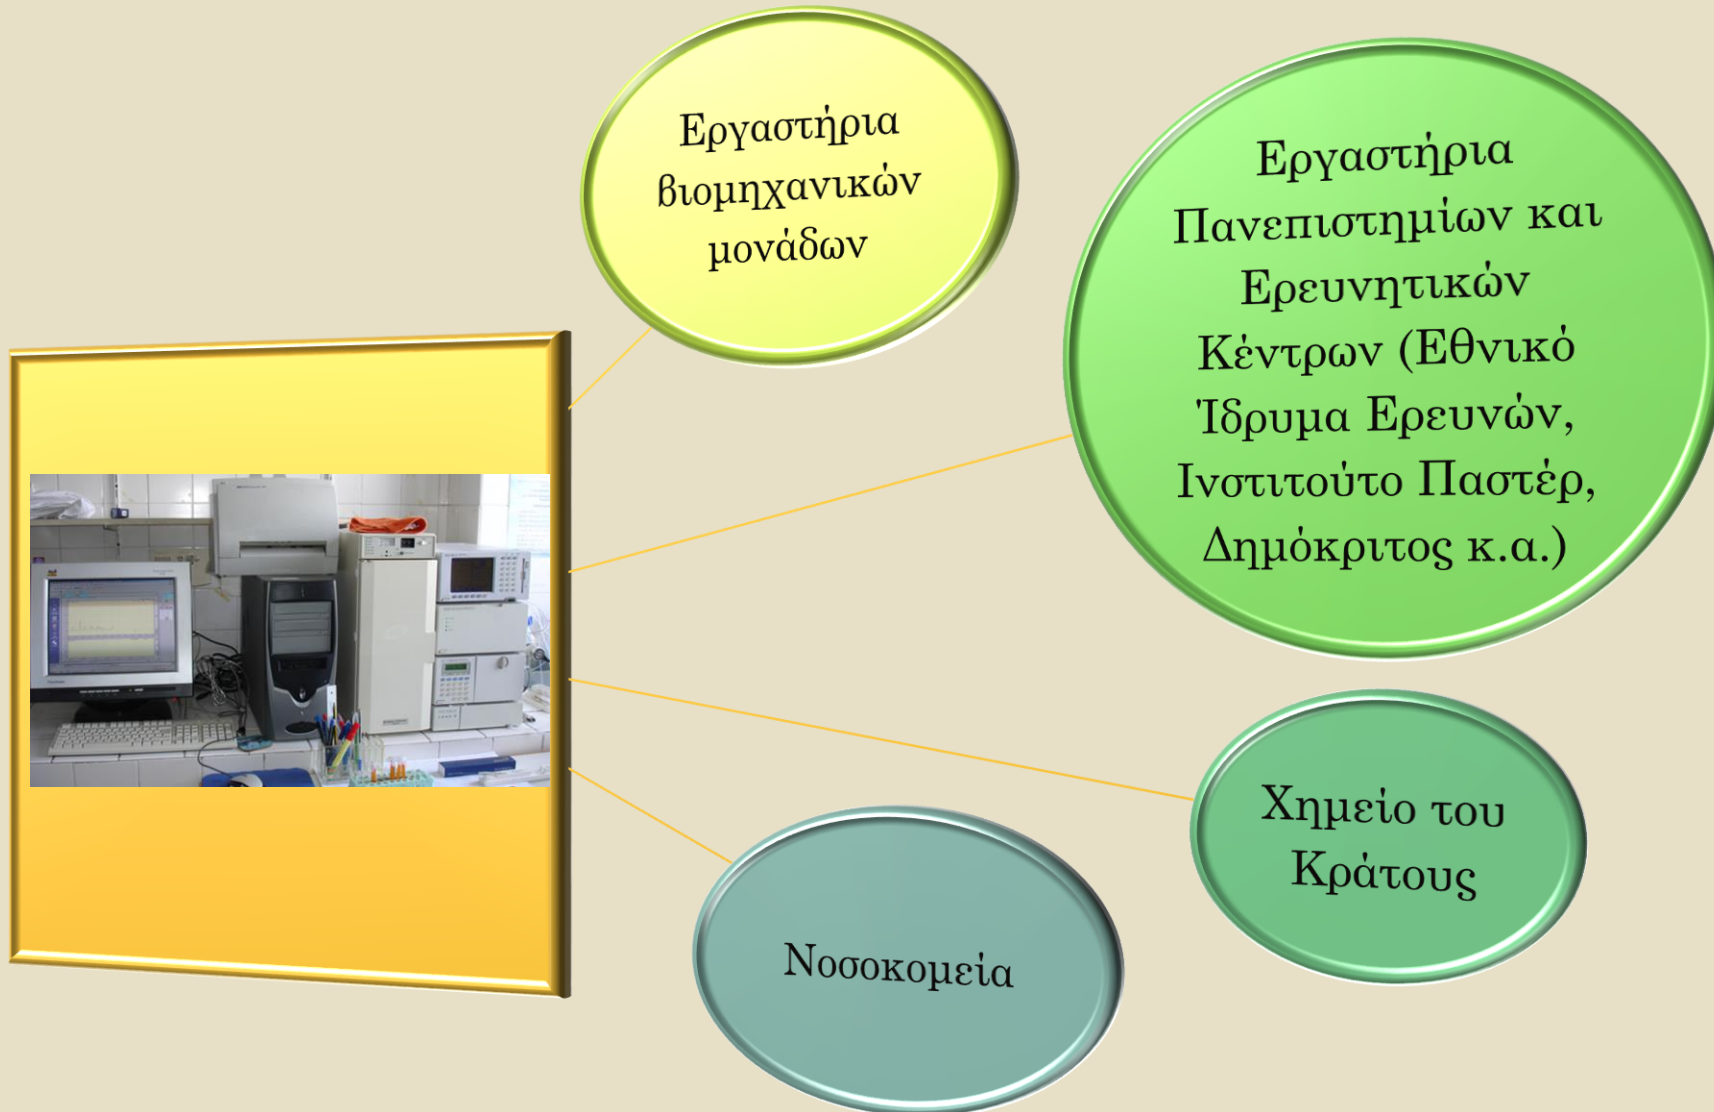 Εργαστήρια
βιομηχανικών
μονάδων
Εργαστήρια
Πανεπιστημίων και
Ερευνητικών
Κέντρων (Εθνικό
Ίδρυμα Ερευνών,
Ινστιτούτο Παστέρ,
Δημόκριτος κ.α.)
Χημείο του
Κράτους
Νοσοκομεία